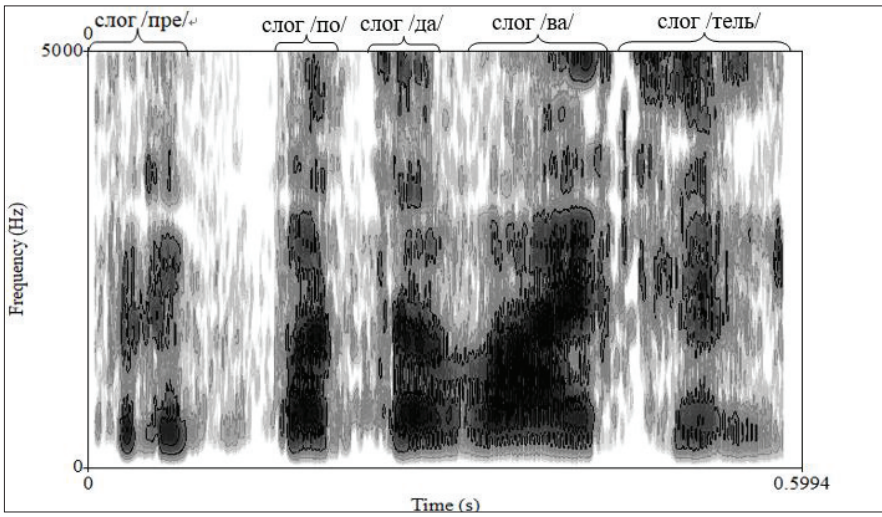 слог /пре/ слог /по/ слог /да/ слог /ва/ слог /тель/
0
5000
Frequency (Hz)
0
0 0.5994
Time (s)